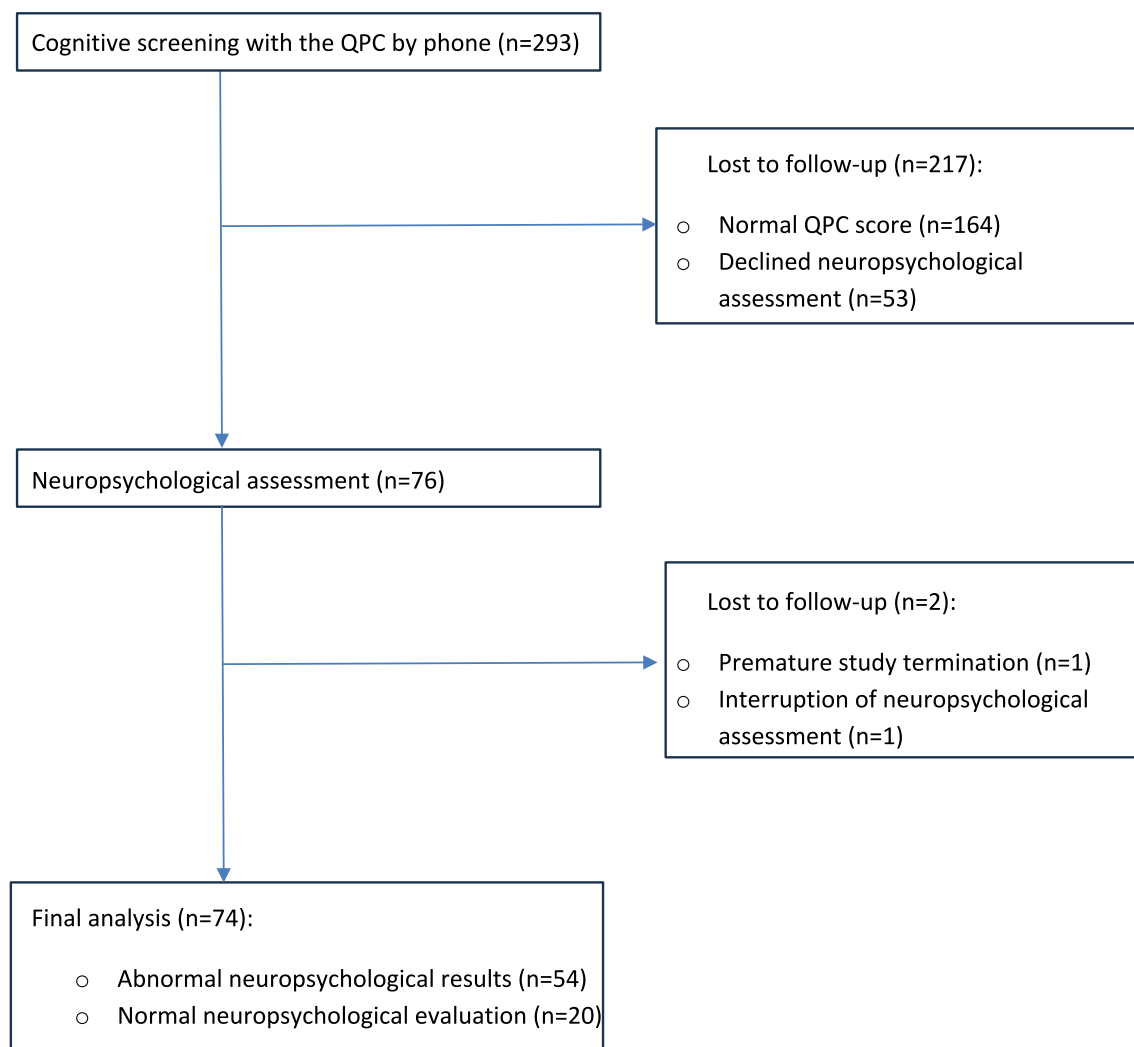 Cognitive screening with the QPC by phone (n=293)
Lost to follow-up (n=217):
o Normal QPC score (n=164)
o Declined neuropsychological
assessment (n=53)
Neuropsychological assessment (n=76)
Lost to follow-up (n=2):
o Premature study termination (n=1)
o Interruption of neuropsychological
assessment (n=1)
Final analysis (n=74):
o Abnormal neuropsychological results (n=54)
o Normal neuropsychological evaluation (n=20)